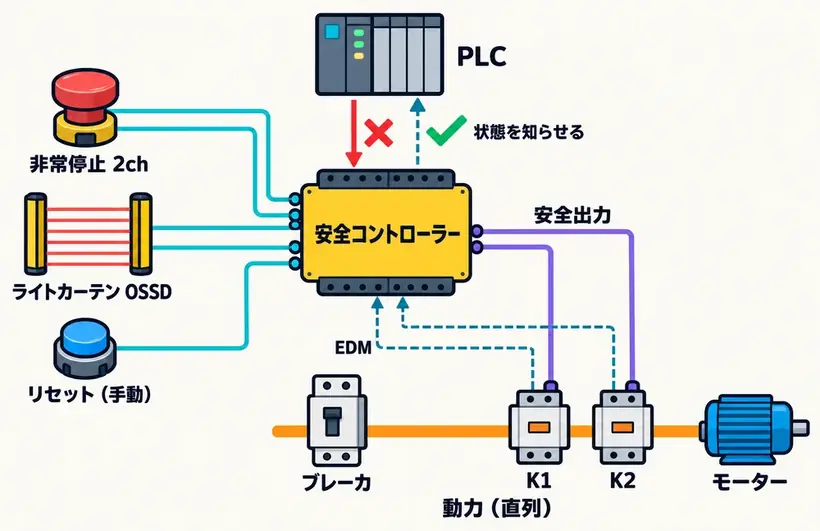 PLC
状態を知らせる
非常停止 2ch
安全コントローラー
安全出力
ライトカーテン OSSD
EDM
リセット（手動）
ブレーカ
K1
K2
モーター
動力（直列）